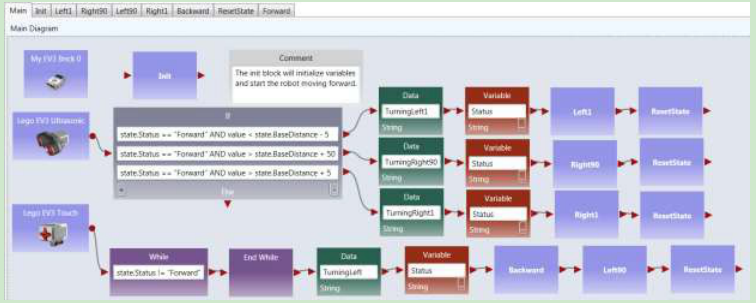 Main Init Left1 Right90 Left90 Right1 Backward ResetState Forward
Main Diagram
My EV3 Brick 0
Init
Comment
The init block will initialize variables
and start the robot moving forward.
Lego EV3 Ultrasonic
If
state.Status == "Forward" AND value < state.BaseDistance - 5
state.Status == "Forward" AND value > state.BaseDistance + 50
state.Status == "Forward" AND value > state.BaseDistance + 5
Else
Data
TurningLeft1
String
Variable
Status
String
Left1
ResetState
Data
TurningRight90
String
Variable
Status
String
Right90
ResetState
Data
TurningRight1
String
Variable
Status
String
Right1
ResetState
Lego EV3 Touch
While
state.Status != "Forward"
End While
Data
TurningLeft
String
Variable
Status
String
Backward
Left90
ResetState